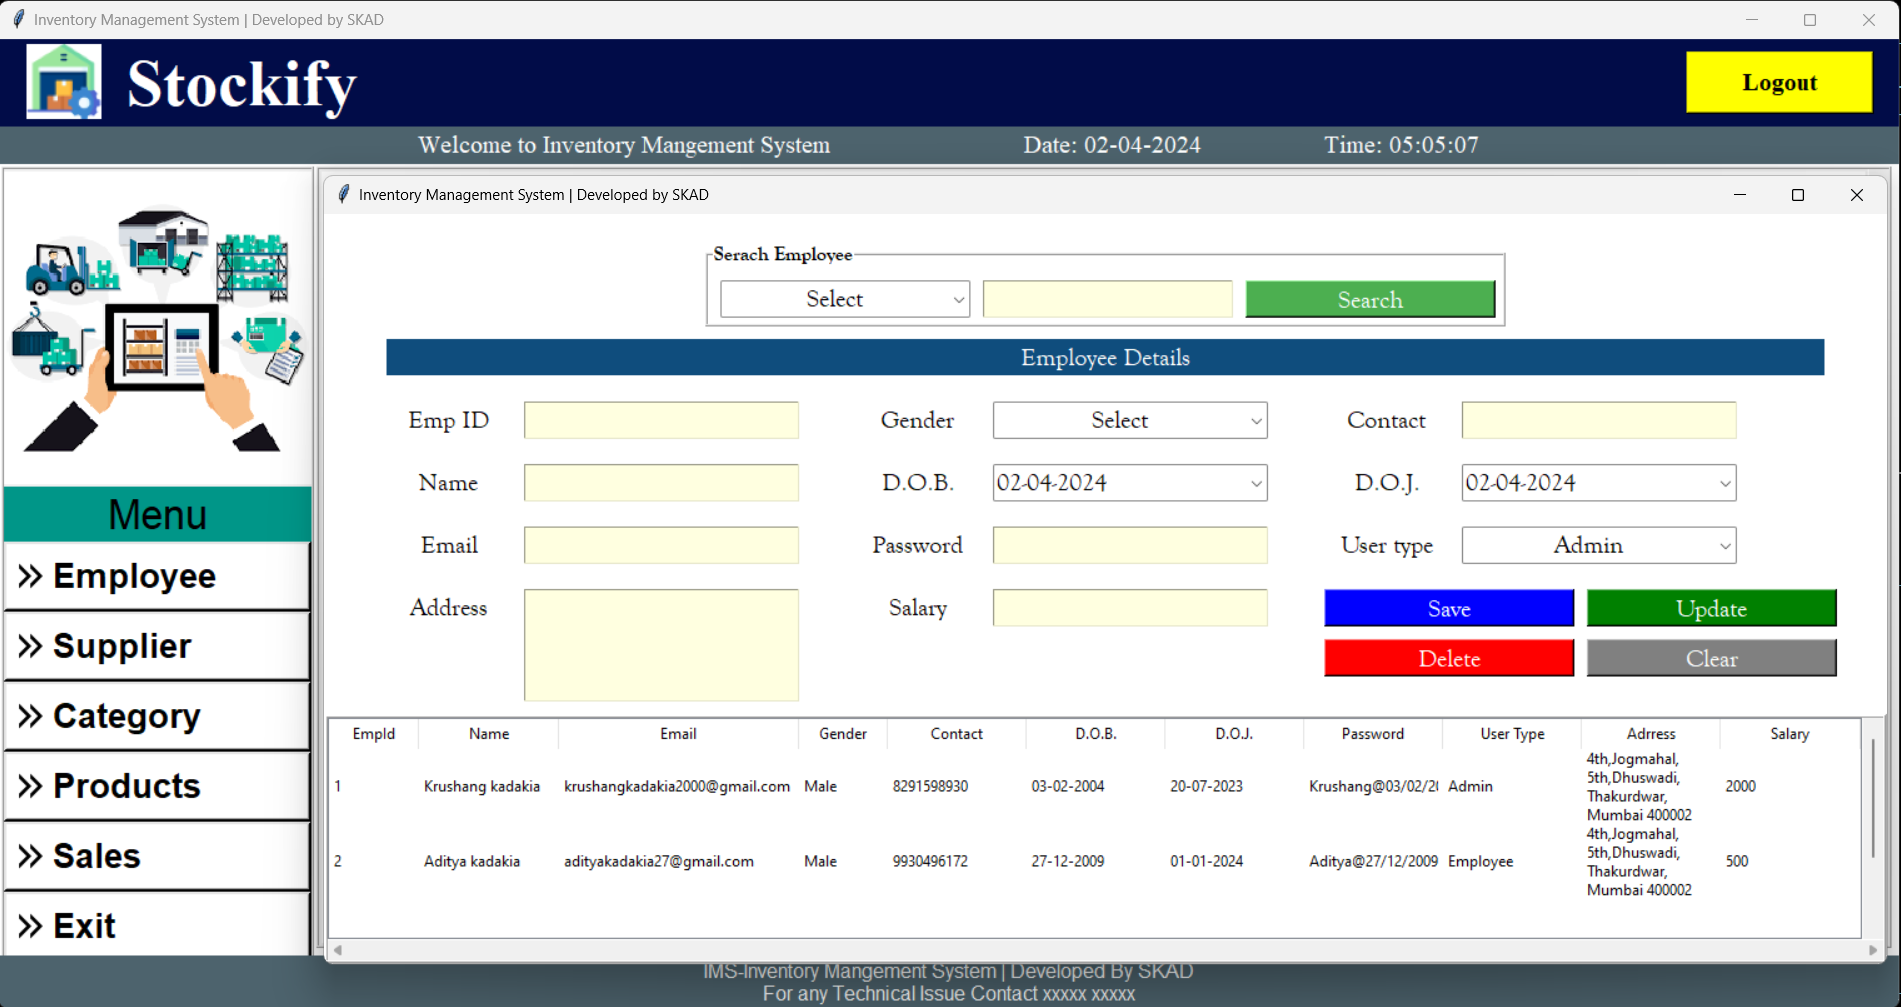 Inventory Management System | Developed by SKAD
Stockify
Logout
Welcome to Inventory Mangement System
Date: 02-04-2024
Time: 05:05:07
Inventory Management System | Developed by SKAD
Serach Employee
Select
Search
Employee Details
Emp ID
Gender
Select
Contact
Name
D.O.B.
02-04-2024
D.O.J.
02-04-2024
Email
Password
User type
Admin
Address
Salary
Save
Update
Delete
Clear
Menu
>> Employee
>> Supplier
>> Category
>> Products
>> Sales
>> Exit
EmpId Name Email Gender Contact D.O.B. D.O.J. Password User Type Adrress Salary
1 Krushang kadakia krushangkadakia2000@gmail.com Male 8291598930 03-02-2004 20-07-2023 Krushang@03/02/2 Admin 2000
4th,Jogmahal,
5th,Dhuswadi,
Thakurdwar,
Mumbai 400002
2 Aditya kadakia adityakadakia27@gmail.com Male 9930496172 27-12-2009 01-01-2024 Aditya@27/12/2009 Employee 500
4th,Jogmahal,
5th,Dhuswadi,
Thakurdwar,
Mumbai 400002
IMS-Inventory Mangement System | Developed By SKAD
For any Technical Issue Contact xxxxx xxxxx